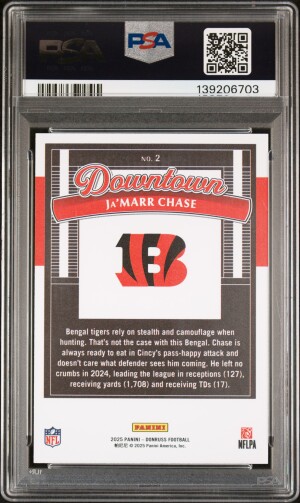 PSA
PSA
139206703
NO. 2
Downtown
JA'MARR CHASE
B
Bengal tigers rely on stealth and camouflage when
hunting. That's not the case with this Bengal. Chase is
always ready to eat in Cincy's pass-happy attack and
doesn't care what defender sees him coming. He left no
crumbs in 2024, leading the league in receptions (127),
receiving yards (1,708) and receiving TDs (17).
PANINI
NFL
2025 PANINI - DONRUSS FOOTBALL
© 2025 Panini America, Inc.
NFLPA